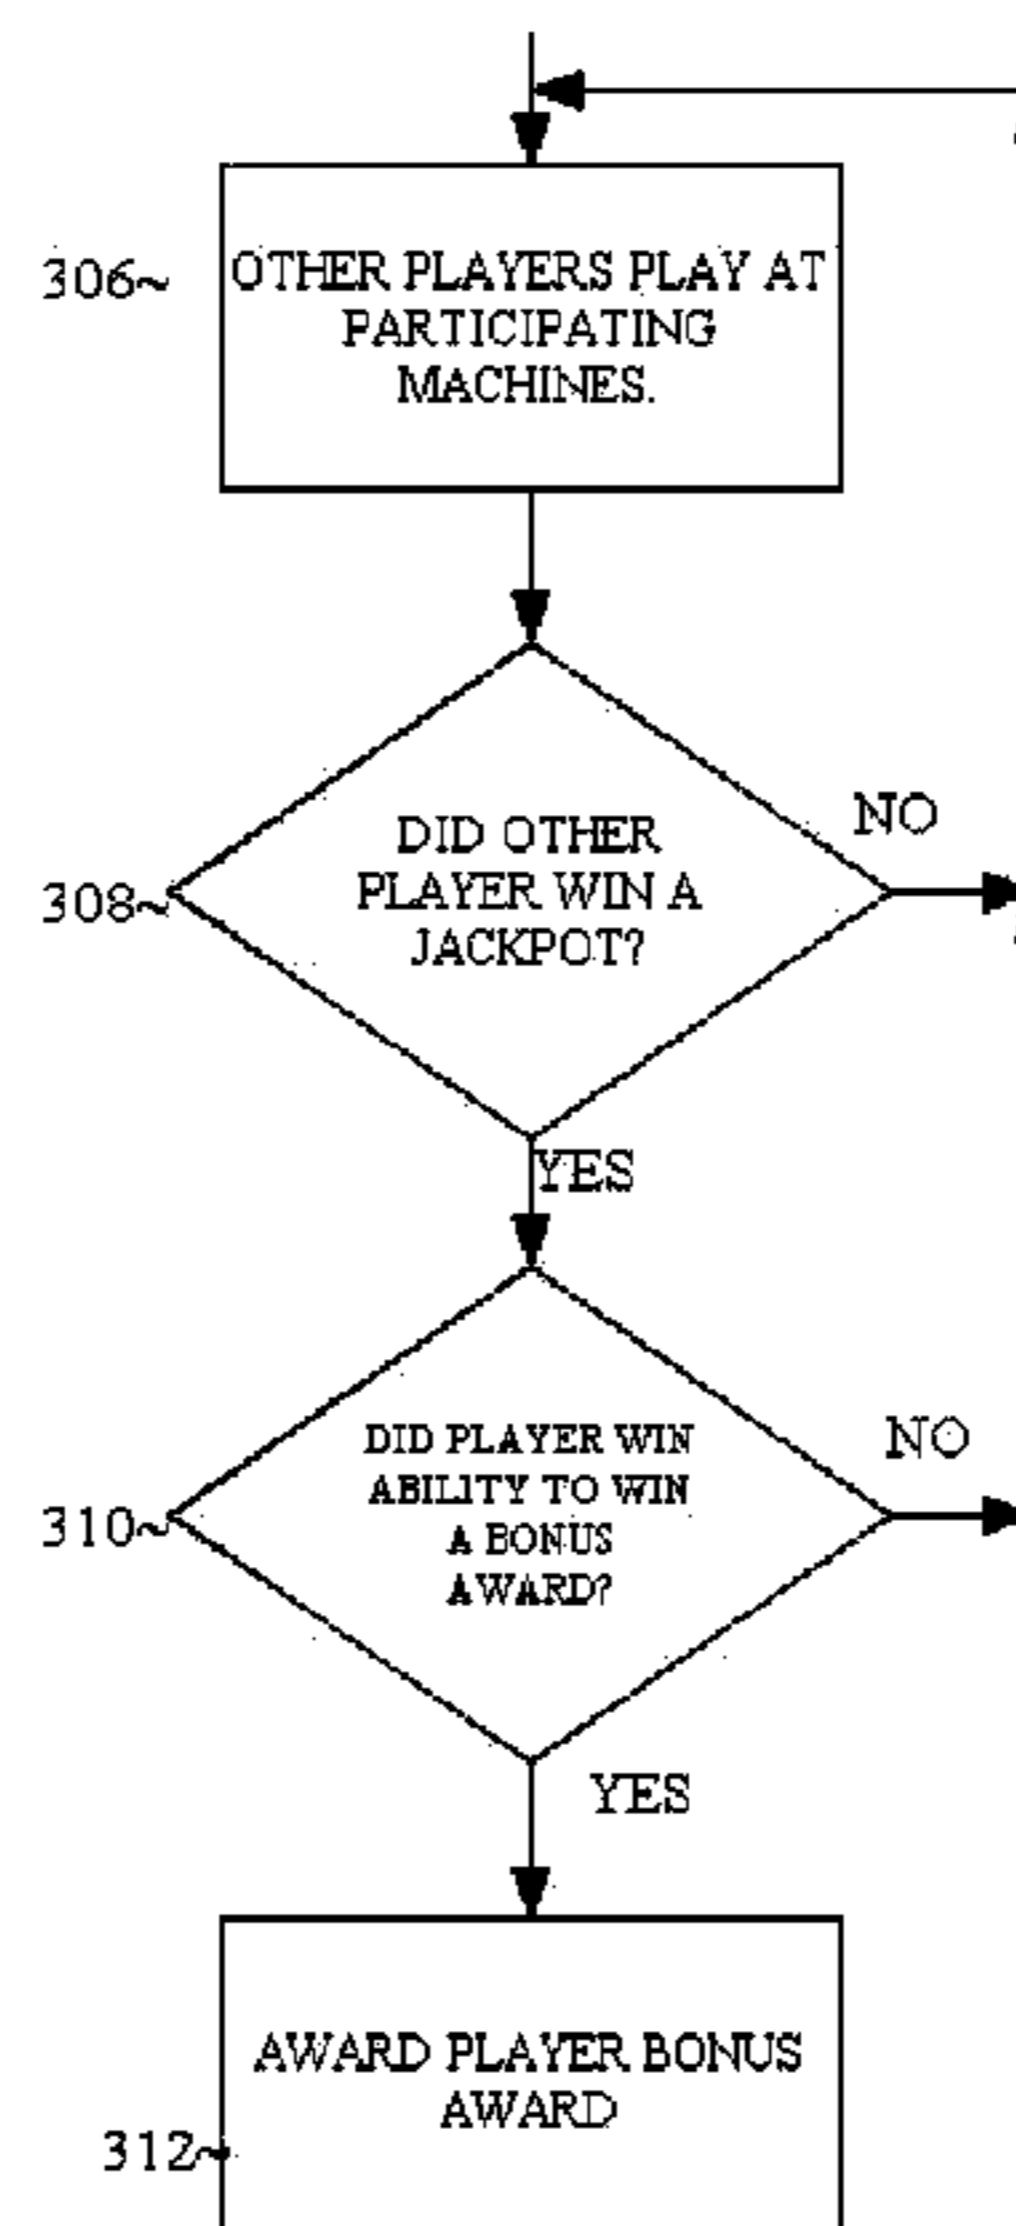 306~
OTHER PLAYERS PLAY AT
PARTICIPATING
MACHINES.
DID OTHER
PLAYER WIN A
JACKPOT?
NO
308~
YES
DID PLAYER WIN
ABILITY TO WIN
A BONUS
AWARD?
NO
310~
YES
AWARD PLAYER BONUS
AWARD
312~